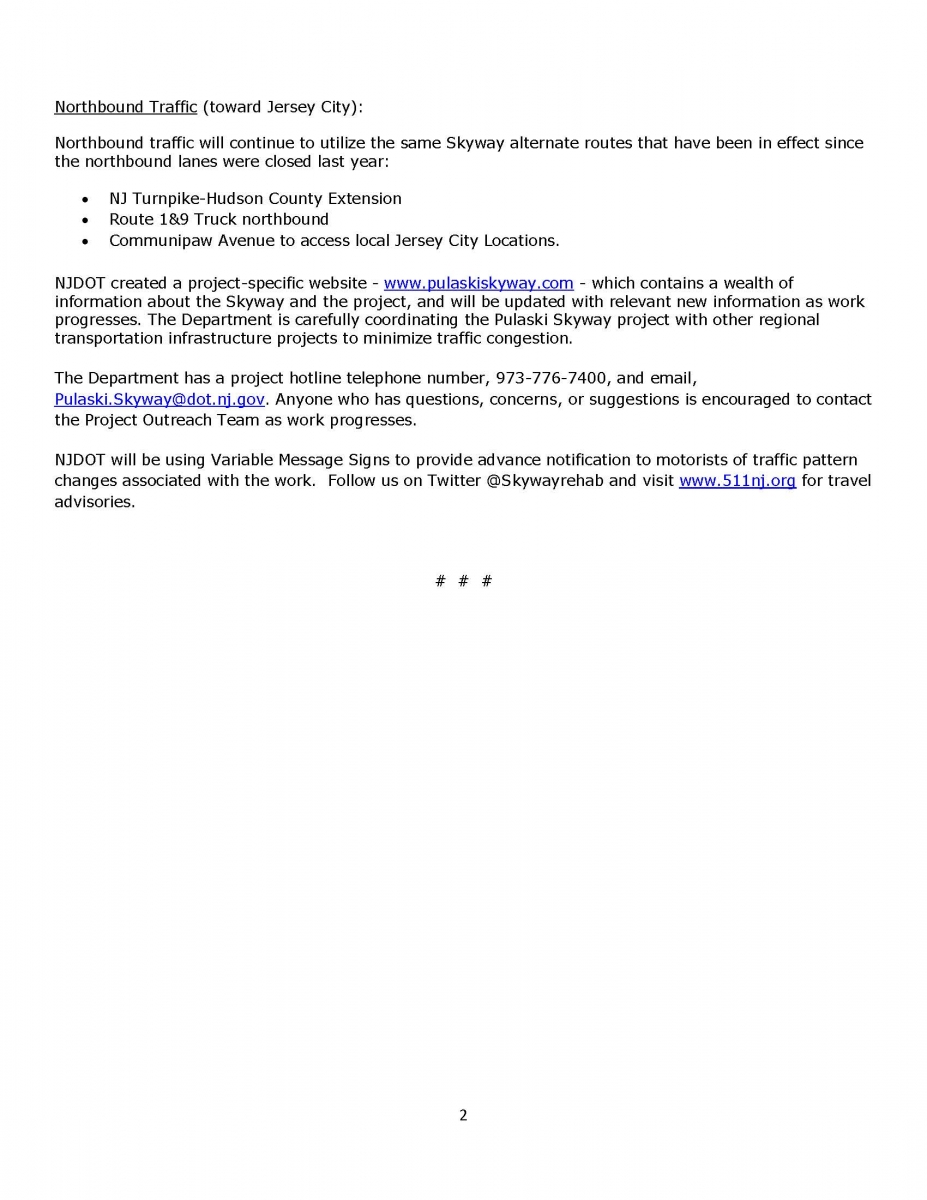 Northbound Traffic (toward Jersey City):
Northbound traffic will continue to utilize the same Skyway alternate routes that have been in effect since
the northbound lanes were closed last year:
• NJ Turnpike-Hudson County Extension
• Route 1&9 Truck northbound
• Communipaw Avenue to access local Jersey City Locations.
NJDOT created a project-specific website - www.pulaskiskyway.com - which contains a wealth of
information about the Skyway and the project, and will be updated with relevant new information as work
progresses. The Department is carefully coordinating the Pulaski Skyway project with other regional
transportation infrastructure projects to minimize traffic congestion.
The Department has a project hotline telephone number, 973-776-7400, and email,
Pulaski.Skyway@dot.nj.gov. Anyone who has questions, concerns, or suggestions is encouraged to contact
the Project Outreach Team as work progresses.
NJDOT will be using Variable Message Signs to provide advance notification to motorists of traffic pattern
changes associated with the work.  Follow us on Twitter @Skywayrehab and visit www.511nj.org for travel
advisories.
# # #
2